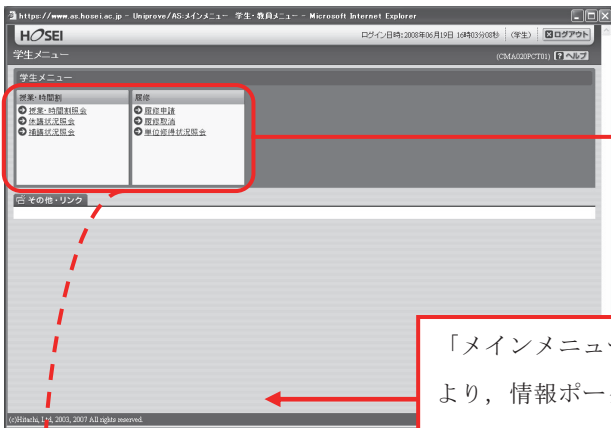 https://www.as.hosei.ac.jp - Uniprove/AS:メインメニュー 学生・教員メニュー - Microsoft Internet Explorer
HOSEI
ログイン日時:2008年06月19日 16時03分08秒 (学生) ログアウト
学生メニュー
(CMA020PCT01) ヘルプ
学生メニュー
授業・時間割
履修
授業・時間割照会
休講状況照会
補講状況照会
履修申請
履修取消
単位修得状況照会
その他・リンク
「メインメニュー
より，情報ポー
(c)Hitachi, Ltd. 2003, 2007 All rights reserved.